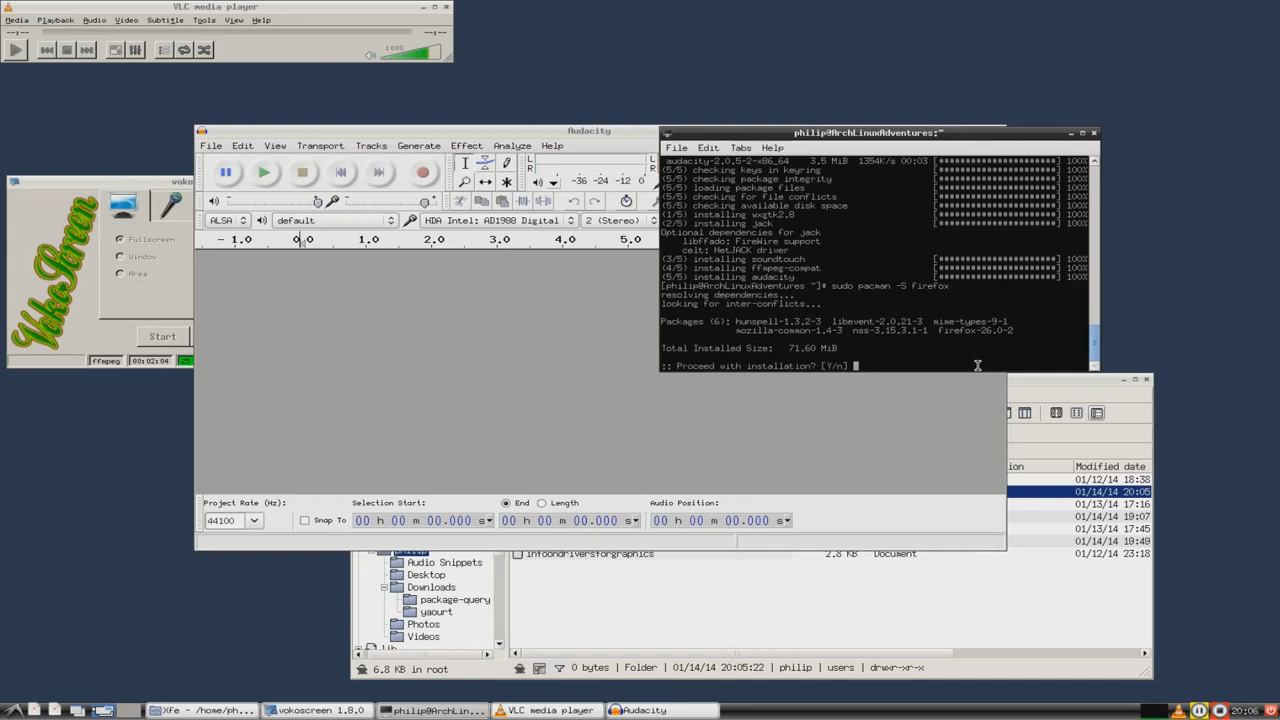 VLC media player
Media Playback Audio Video Subtitle Tools View Help
--:-- --:--
100%
Audacity
File Edit View Transport Tracks Generate Effect Analyze Help
L
R
L
R
-36 -24 -12 0
ALSA default HDA Intel: AD1988 Digital 2 (Stereo)
- 1.0 0.0 1.0 2.0 3.0 4.0 5.0
voko
VokoScreen
Fullscreen
Window
Area
Start
ffmpeg 00:02:04 25
philip@ArchLinuxAdventures:~
File Edit Tabs Help
audacity-2.0.5-2-x86_64 3.5 MiB 1354K/s 00:03 100%
(5/5) checking keys in keyring 100%
(5/5) checking package integrity 100%
(5/5) loading package files 100%
(5/5) checking for file conflicts 100%
(5/5) checking available disk space 100%
(1/5) installing wxgtk2.8 100%
(2/5) installing jack 100%
Optional dependencies for jack
libffado: FireWire support
celt: NetJACK driver
(3/5) installing soundtouch 100%
(4/5) installing ffmpeg-compat 100%
(5/5) installing audacity 100%
[philip@ArchLinuxAdventures ~]$ sudo pacman -S firefox
resolving dependencies...
looking for inter-conflicts...
Packages (6): hunspell-1.3.2-3 libevent-2.0.21-3 mime-types-9-1
mozilla-common-1.4-3 nss-3.15.3.1-1 firefox-26.0-2
Total Installed Size: 71.60 MiB
:: Proceed with installation? [Y/n]
Project Rate (Hz): Selection Start: End Length Audio Position:
44100 Snap To 00 h 00 m 00.000 s 00 h 00 m 00.000 s 00 h 00 m 00.000 s
ion Modified date
01/12/14 18:38
01/14/14 20:05
01/13/14 17:16
01/14/14 19:07
01/13/14 17:45
01/14/14 19:49
infoondriversforgraphics 2.8 KB Document 01/12/14 23:18
philip
Audio Snippets
Desktop
Downloads
package-query
yaourt
Photos
Videos
lib
6.8 KB in root 0 bytes | Folder | 01/14/14 20:05:22 | philip | users | drwxr-xr-x
Xfe - /home/ph... vokoscreen 1.8.0 philip@ArchLin... VLC media player Audacity 20:06